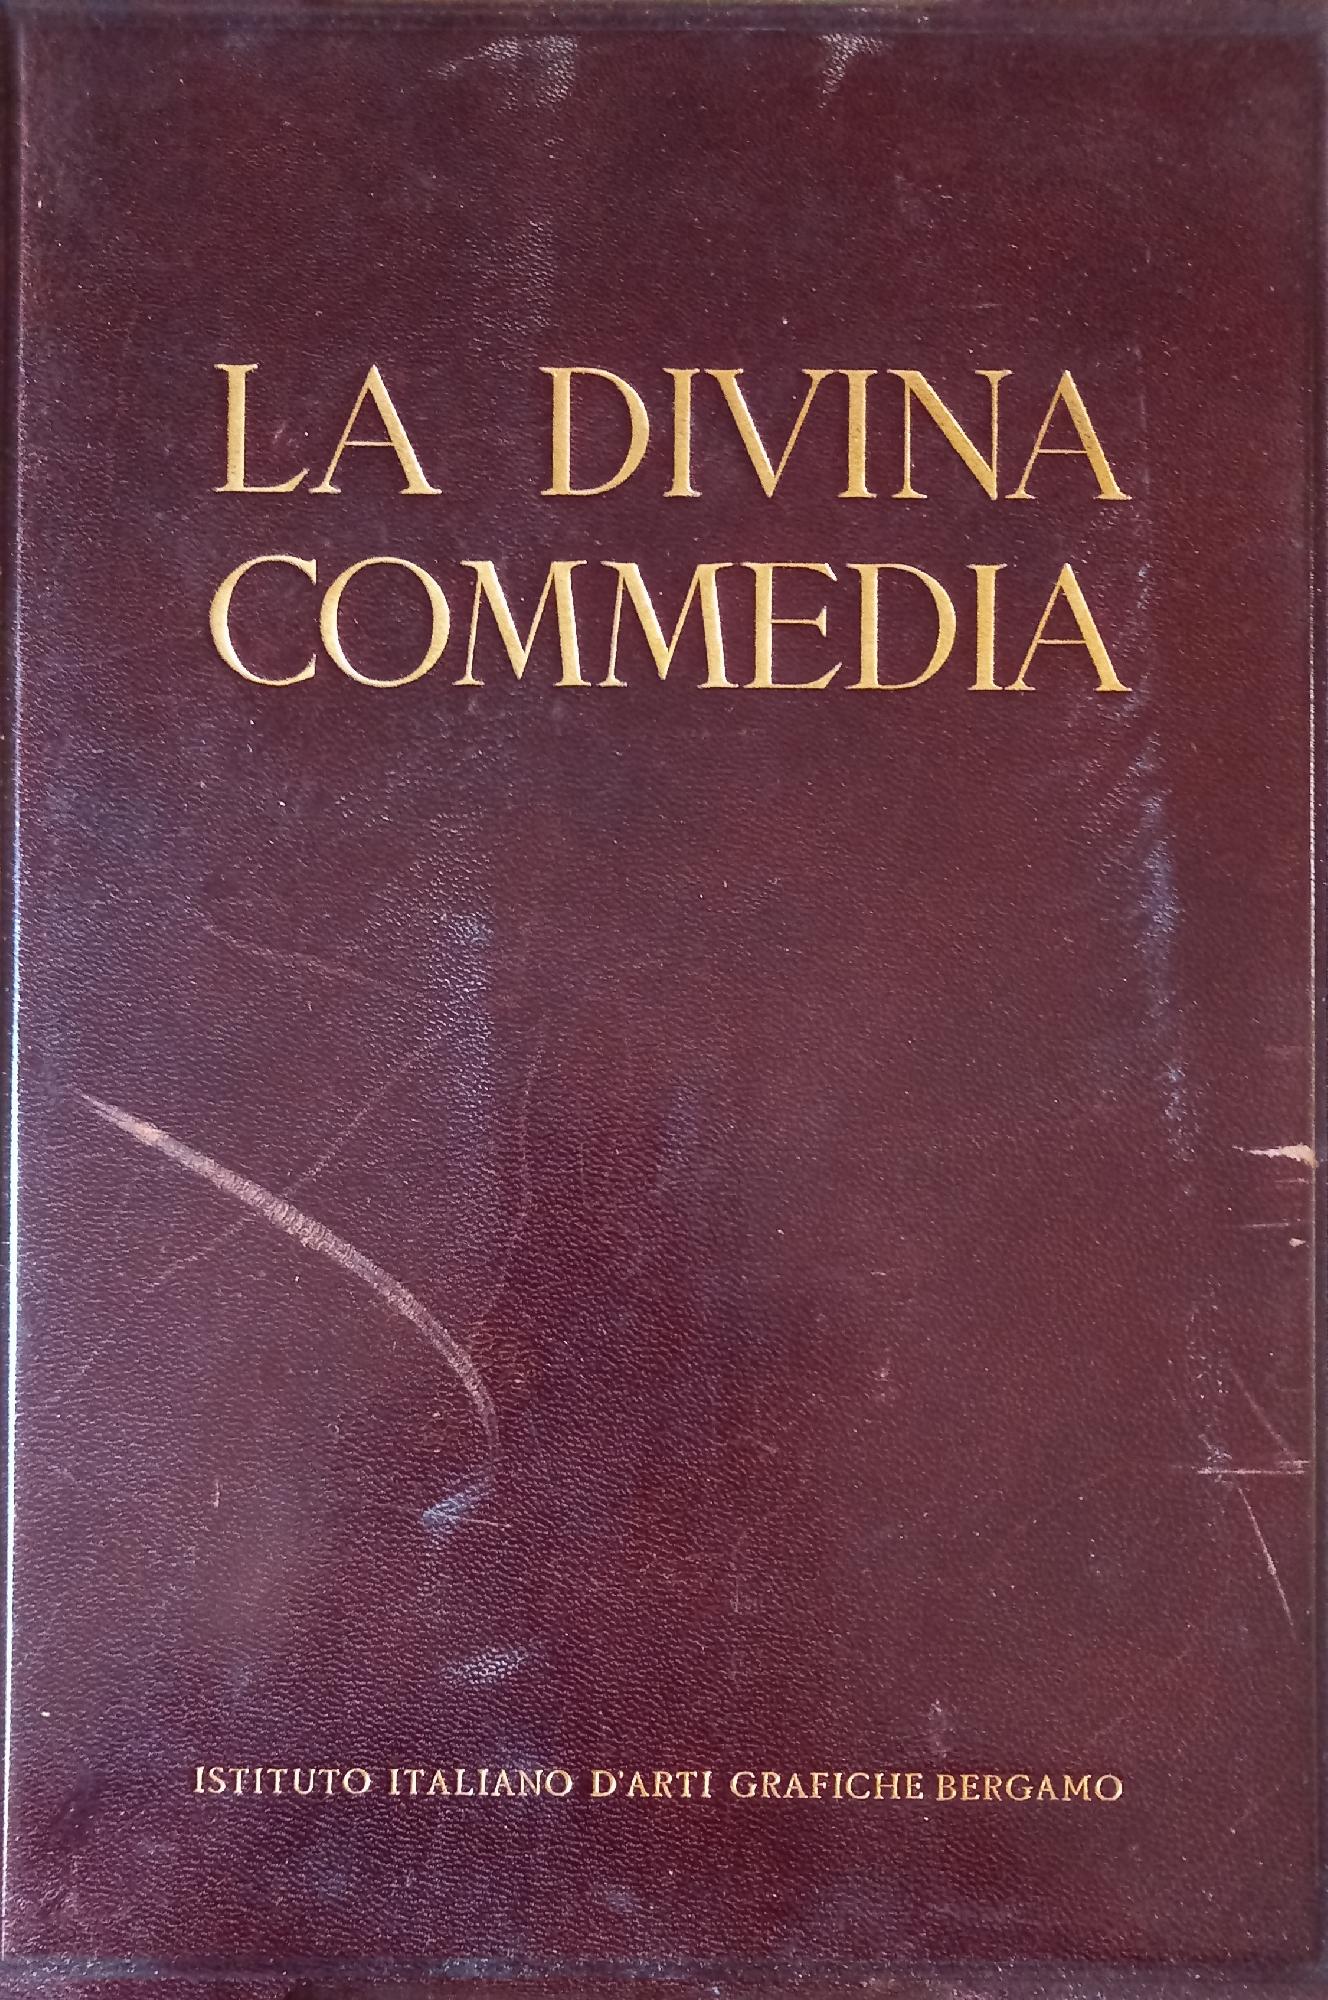 LA DIVINA
COMMEDIA
ISTITUTO ITALIANO D'ARTI GRAFICHE BERGAMO